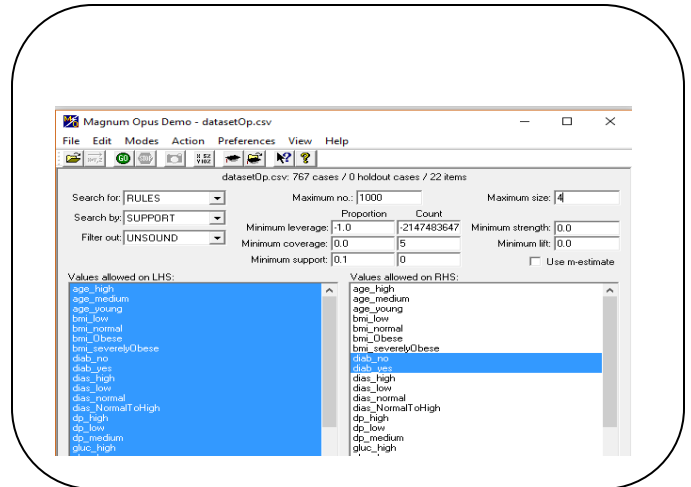 Magnum Opus Demo - datasetOp.csv
File Edit Modes Action Preferences View Help
GO STOP
datasetOp.csv: 767 cases / 0 holdout cases / 22 items
Search for: RULES Maximum no.: 1000 Maximum size: 4
Search by: SUPPORT Proportion Count
Filter out: UNSOUND Minimum leverage: -1.0 -2147483647 Minimum strength: 0.0
Minimum coverage: 0.0 5 Minimum lift: 0.0
Minimum support: 0.1 0 Use m-estimate
Values allowed on LHS:
age_high
age_medium
age_young
bmi_low
bmi_normal
bmi_Obese
bmi_severelyObese
diab_no
diab_yes
dias_high
dias_low
dias_normal
dias_NormalToHigh
dp_high
dp_low
dp_medium
gluc_high
Values allowed on RHS:
age_high
age_medium
age_young
bmi_low
bmi_normal
bmi_Obese
bmi_severelyObese
diab_no
diab_yes
dias_high
dias_low
dias_normal
dias_NormalToHigh
dp_high
dp_low
dp_medium
gluc_high